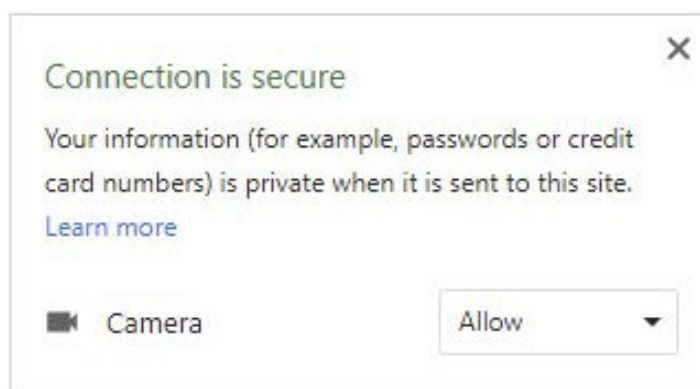 Connection is secure
Your information (for example, passwords or credit
card numbers) is private when it is sent to this site.
Learn more
Camera Allow